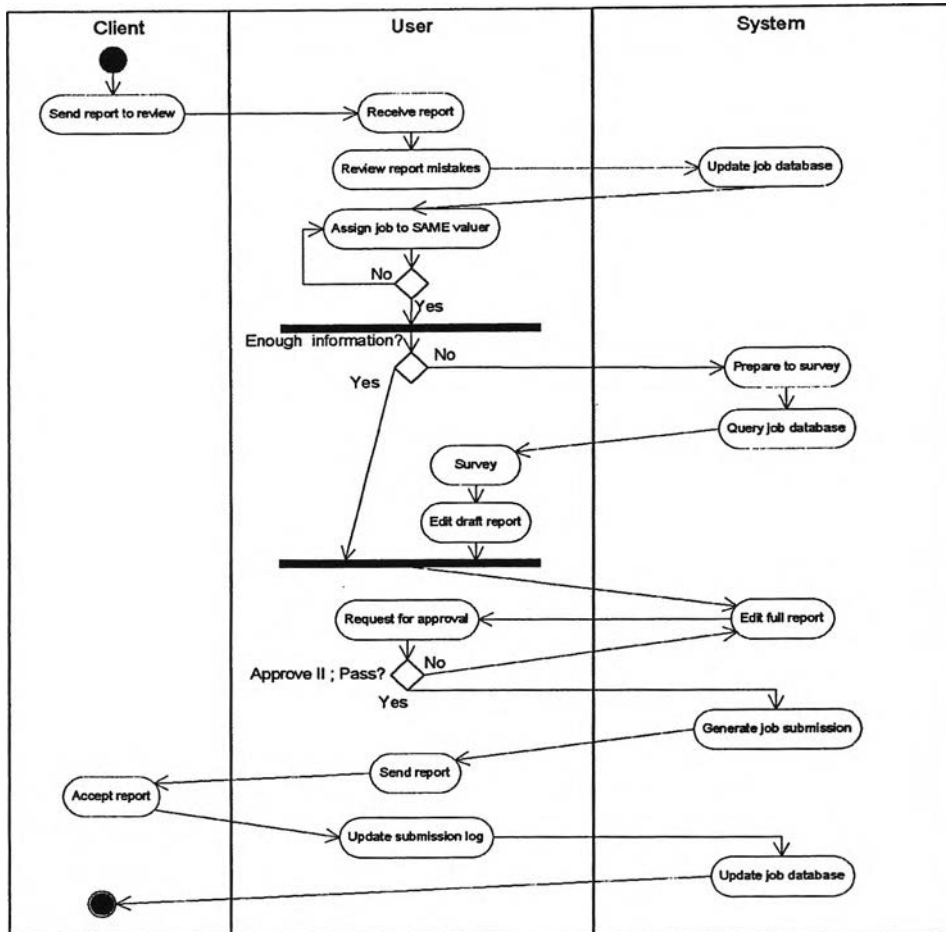 Client
User
System
Send report to review
Receive report
Review report mistakes
Update job database
Assign job to SAME valuer
No
Yes
Enough information?
No
Yes
Prepare to survey
Query job database
Survey
Edit draft report
Request for approval
Edit full report
Approve II ; Pass?
No
Yes
Generate job submission
Send report
Accept report
Update submission log
Update job database